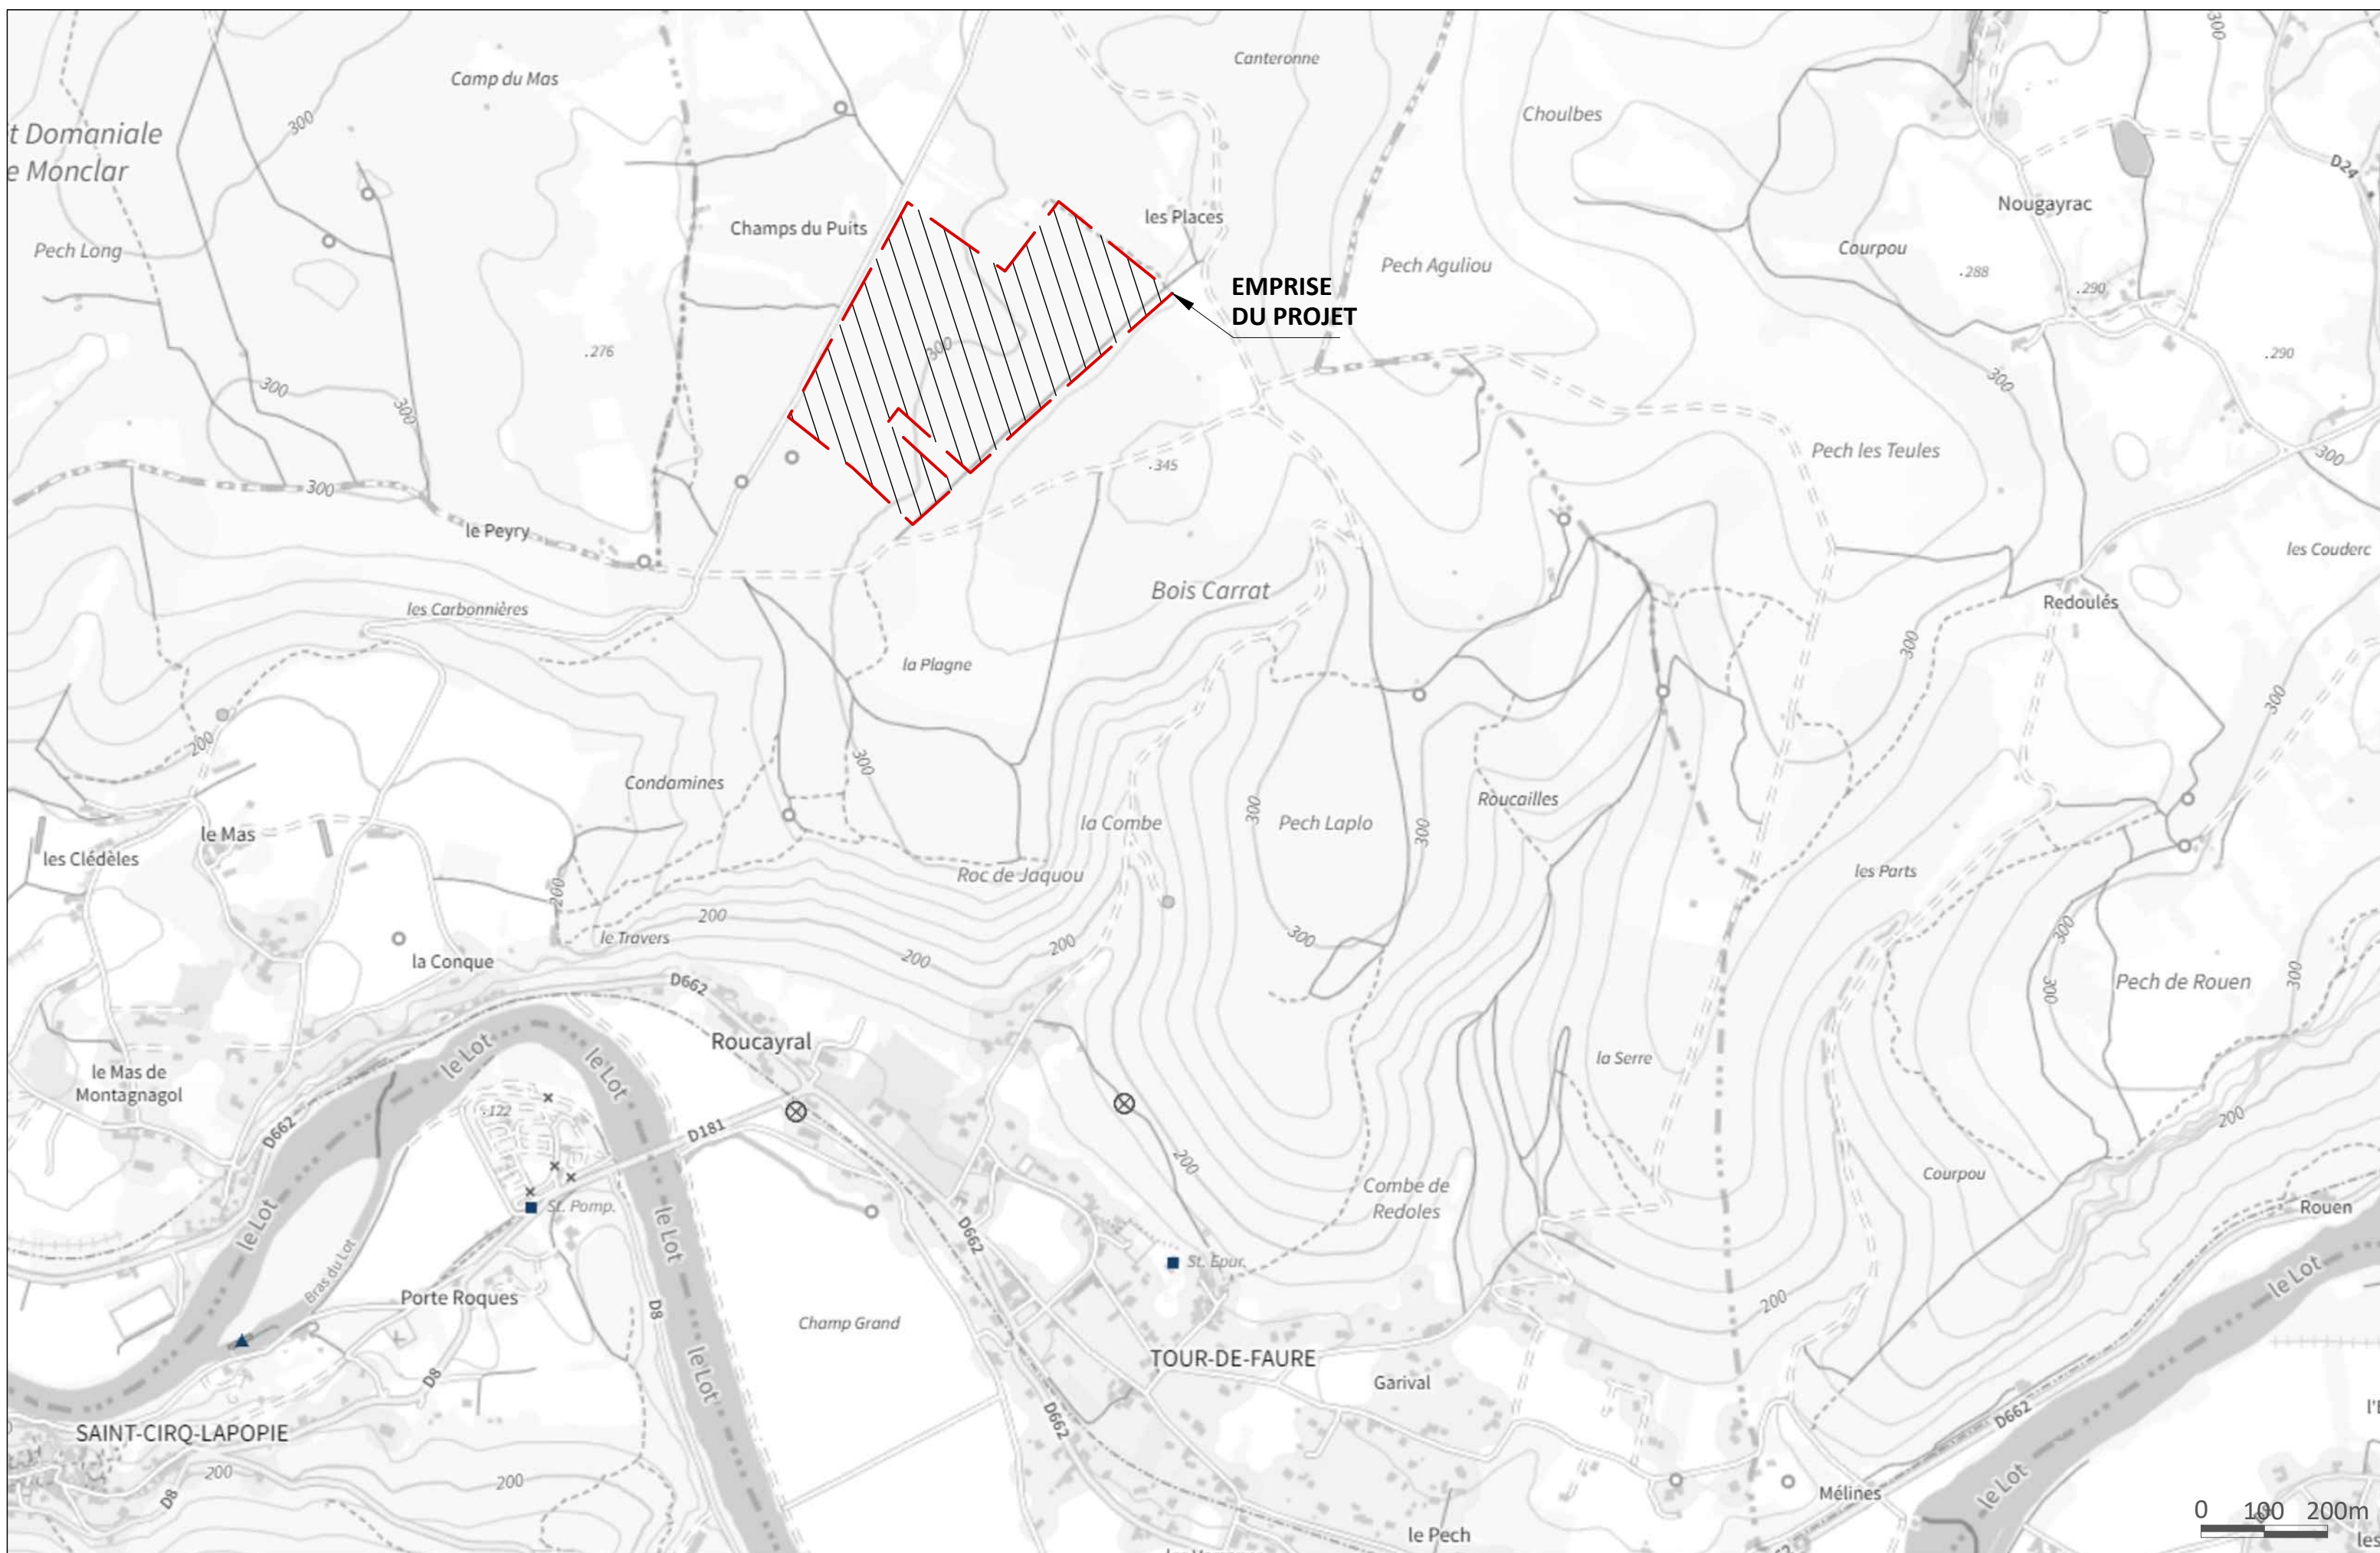 Canteronne
Camp du Mas
Choulbes
300
300
t Domaniale
e Monclar
D24
Nougayrac
les Places
Champs du Puits
Pech Long
Courpou
Pech Aguliou
.288
.290
EMPRISE
DU PROJET
300
.276
.290
300
300
300
Pech les Teules
300
.345
300
le Peyry
les Couderc
Bois Carrat
Redoulés
les Carbonnières
300
la Plagne
300
200
300
Condamines
Roucailles
300
Pech Laplo
300
la Combe
le Mas
les Clédèles
les Parts
Roc de Jaquou
200
200
le Travers
300
200
200
300
la Conque
D662
300
300
Pech de Rouen
Roucayral
le Lot
le Lot
la Serre
le Mas de
Montagnagol
.122
D662
D181
200
200
Combe de
Redoles
Courpou
St. Pomp.
le Lot
le Lot
D662
Rouen
St. Epur.
Bras du Lot
le Lot
Porte Roques
D8
200
Champ Grand
TOUR-DE-FAURE
le Lot
D8
Garival
D662
D662
SAINT-CIRQ-LAPOPIE
200
200
D8
Mélines
le Lot
le Pech
0 100 200m
les